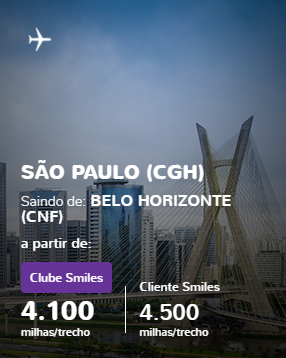 SÃO PAULO (CGH)
Saindo de: BELO HORIZONTE
(CNF)
a partir de:
Clube Smiles
4.100
milhas/trecho
Cliente Smiles
4.500
milhas/trecho